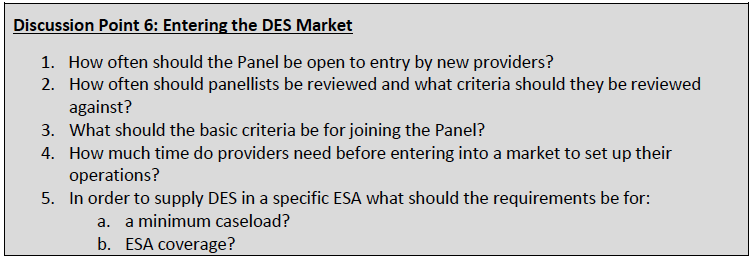 Discussion Point 6: Entering the DES Market
1. How often should the Panel be open to entry by new providers?
2. How often should panellists be reviewed and what criteria should they be reviewed
against?
3. What should the basic criteria be for joining the Panel?
4. How much time do providers need before entering into a market to set up their
operations?
5. In order to supply DES in a specific ESA what should the requirements be for:
a. a minimum caseload?
b. ESA coverage?